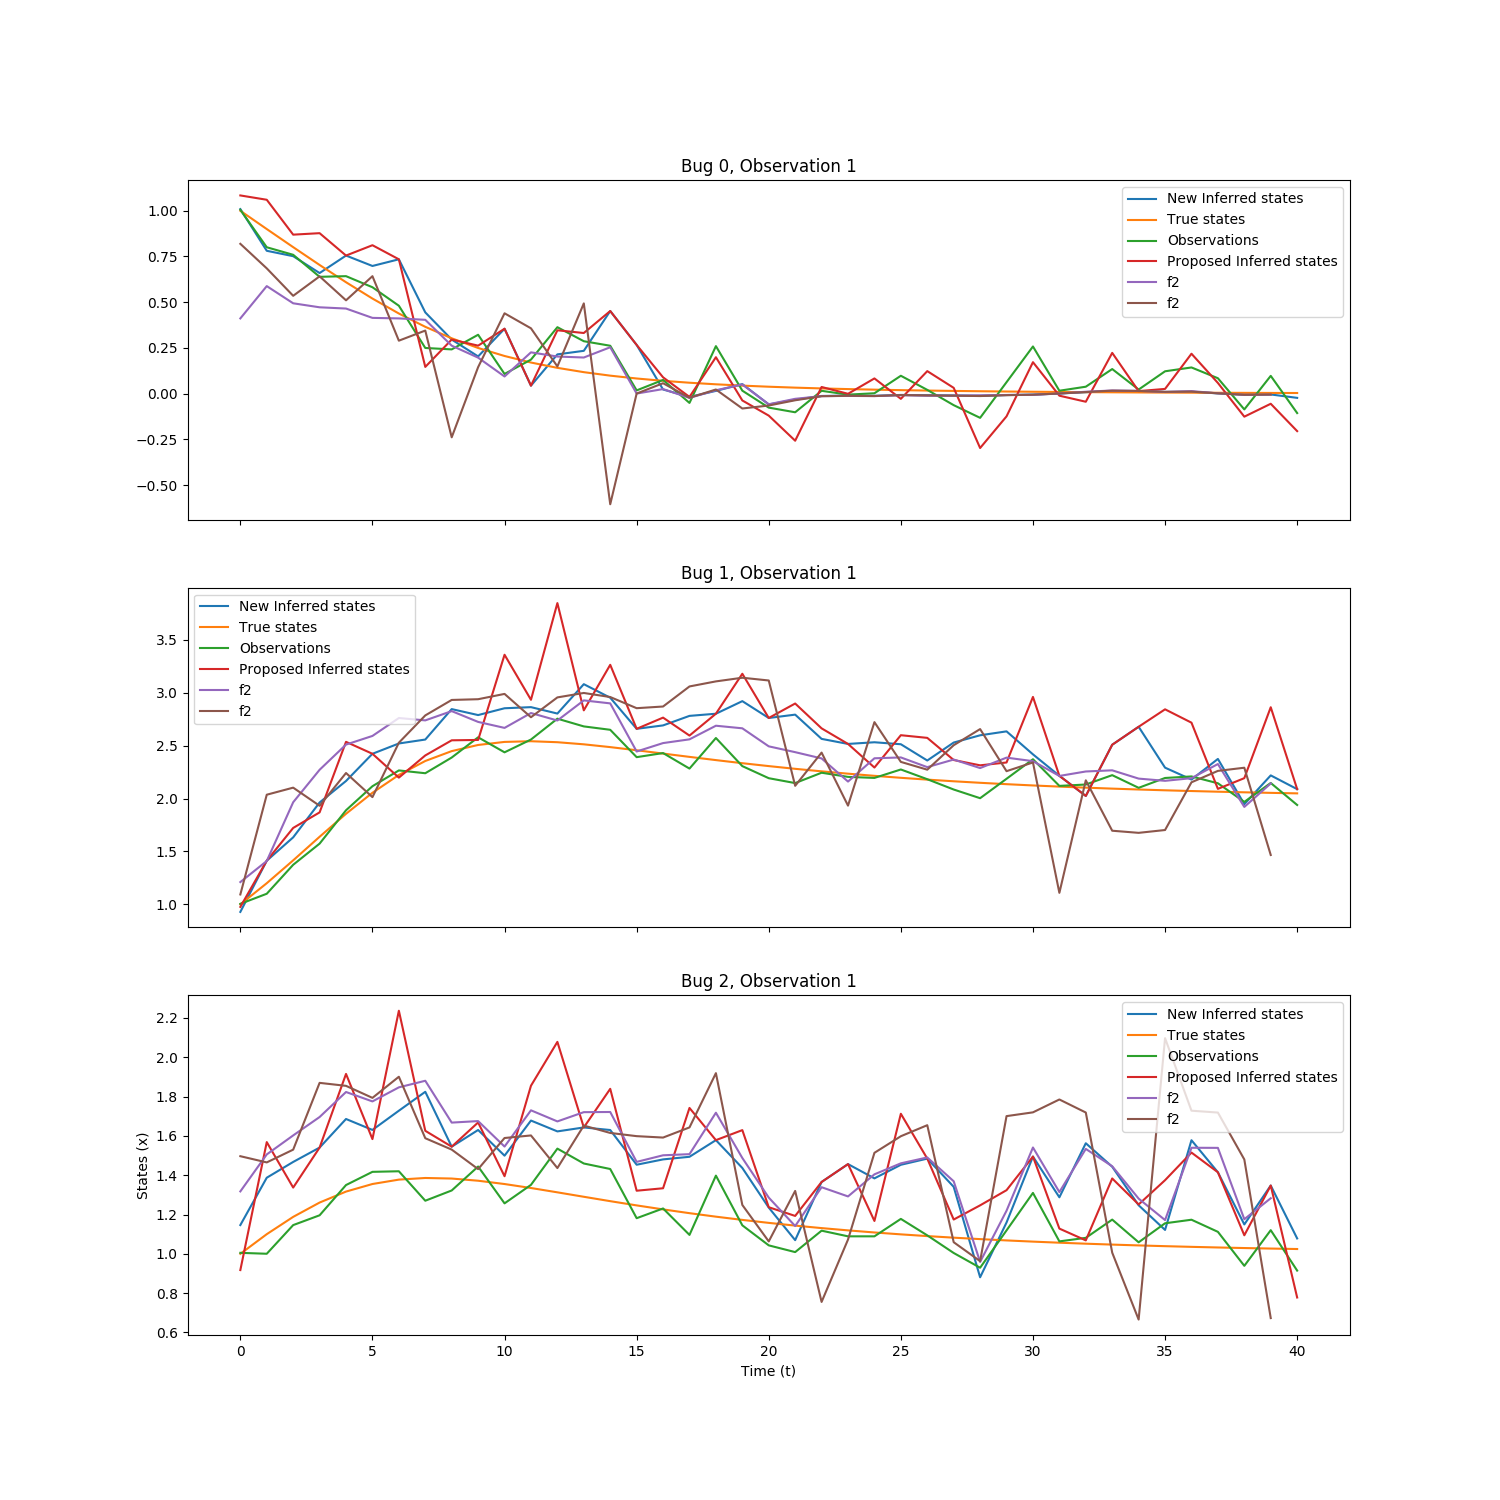 Bug 0, Observation 1
1.00
0.75
0.50
0.25
0.00
−0.25
−0.50
New Inferred states
True states
Observations
Proposed Inferred states
f2
f2
Bug 1, Observation 1
3.5
3.0
2.5
2.0
1.5
1.0
New Inferred states
True states
Observations
Proposed Inferred states
f2
f2
Bug 2, Observation 1
States (x)
2.2
2.0
1.8
1.6
1.4
1.2
1.0
0.8
0.6
New Inferred states
True states
Observations
Proposed Inferred states
f2
f2
0 5 10 15 20 25 30 35 40
Time (t)